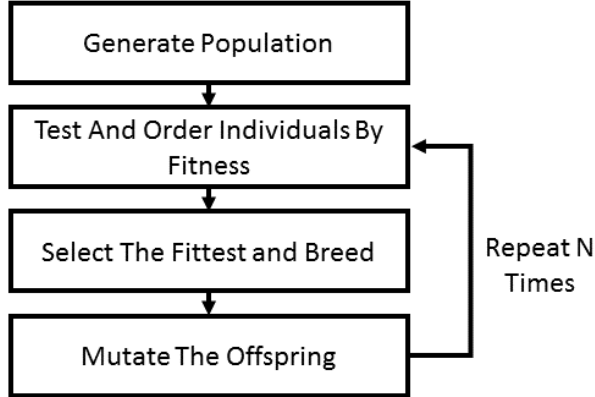 Generate Population
Test And Order Individuals By
Fitness
Select The Fittest and Breed
Repeat N
Times
Mutate The Offspring